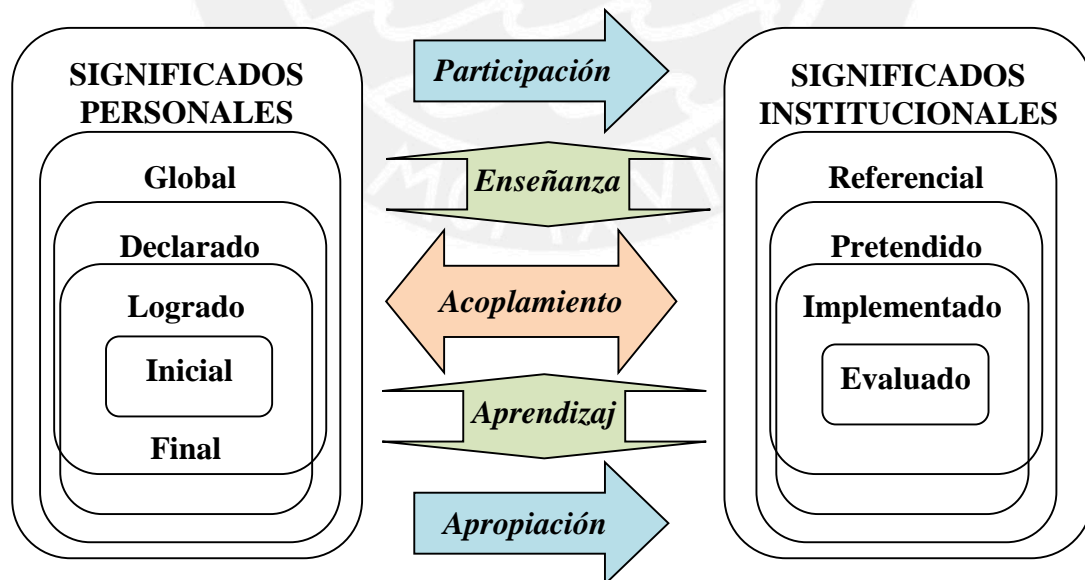 SIGNIFICADOS
PERSONALES
Global
Declarado
Logrado
Inicial
Final
Participación
Enseñanza
Acoplamiento
Aprendizaj
Apropiación
SIGNIFICADOS
INSTITUCIONALES
Referencial
Pretendido
Implementado
Evaluado